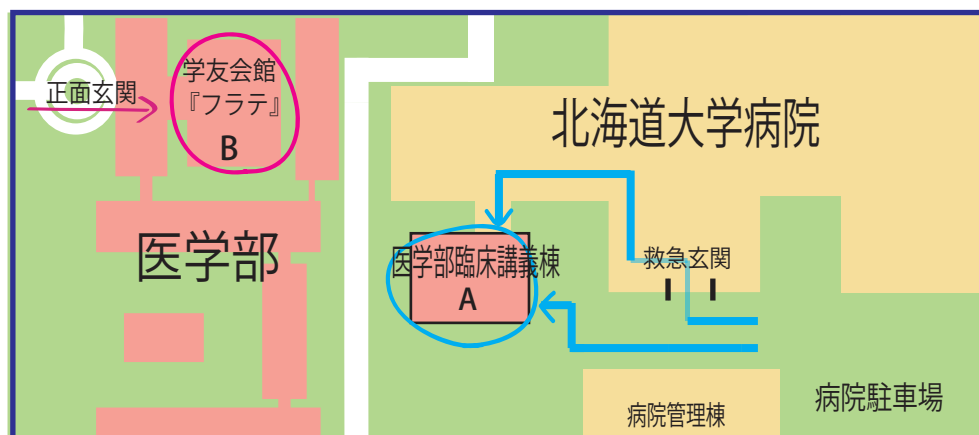 正面玄関
学友会館
『フラテ』
B
北海道大学病院
医学部
医学部臨床講義棟
A
救急玄関
病院管理棟
病院駐車場